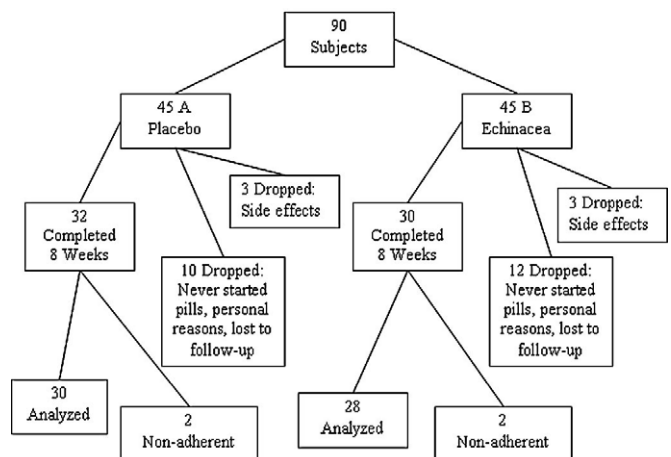 90
Subjects
45 A
Placebo
45 B
Echinacea
3 Dropped:
Side effects
3 Dropped:
Side effects
32
Completed
8 Weeks
10 Dropped:
Never started
pills, personal
reasons, lost to
follow-up
30
Completed
8 Weeks
12 Dropped:
Never started
pills, personal
reasons, lost to
follow-up
30
Analyzed
2
Non-adherent
28
Analyzed
2
Non-adherent